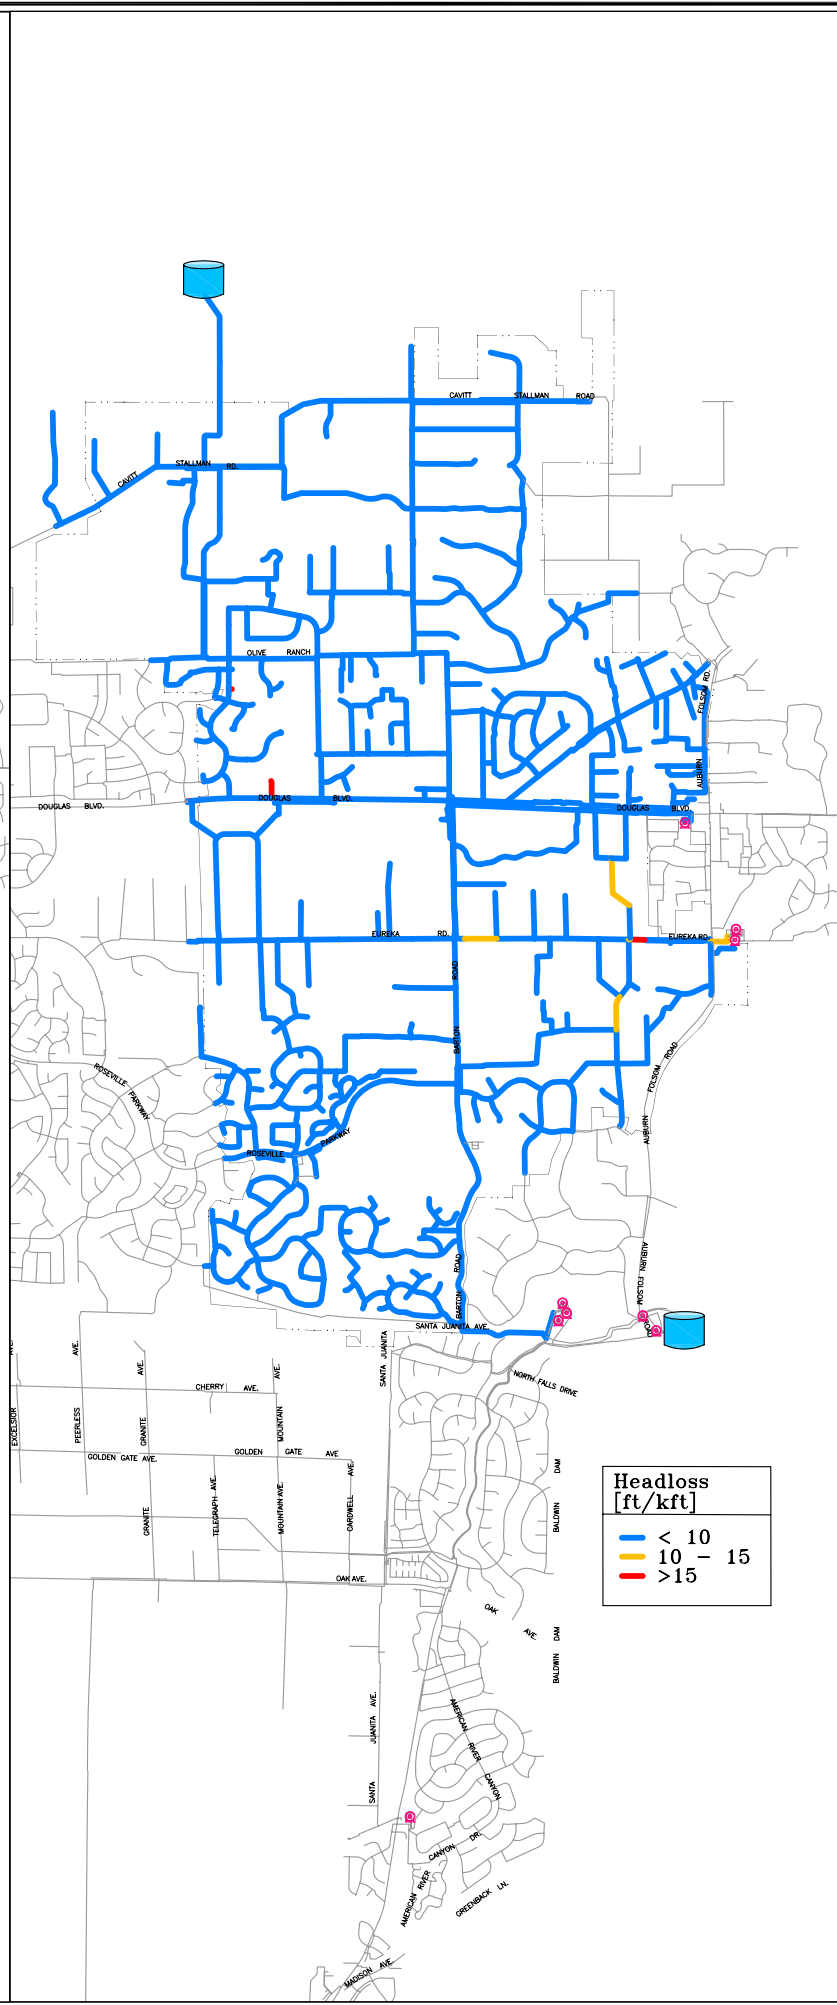 CAVITT STALLMAN ROAD
STALLMAN RD.
CAVITT
OLIVE RANCH
FOLSOM RD.
AUBURN
DOUGLAS BLVD.
DOUGLAS BLVD.
DOUGLAS BLVD.
EUREKA RD.
EUREKA RD.
ROAD
BARTON
FOLSOM ROAD
AUBURN
ROSEVILLE PARKWAY
ROSEVILLE PARKWAY
ROAD
BARTON
AUBURN FOLSOM ROAD
SANTA JUANITA AVE.
SANTA JUANITA
NORTH FALLS DRIVE
AVE.
EXCELSIOR
AVE.
PEERLESS
AVE.
GRANITE
AVE.
MOUNTAIN
CHERRY AVE.
GOLDEN GATE AVE.
GOLDEN GATE AVE
GRANITE
TELEGRAPH AVE.
MOUNTAIN AVE.
AVE.
CARDWELL
DAM
BALDWIN
Headloss
[ft/kft]
< 10
10 - 15
>15
OAK AVE.
OAK AVE.
DAM
BALDWIN
AMERICAN RIVER CANYON
JUANITA AVE.
SANTA
CANYON DR.
AMERICAN RIVER
GREENBACK LN.
MADISON AVE.